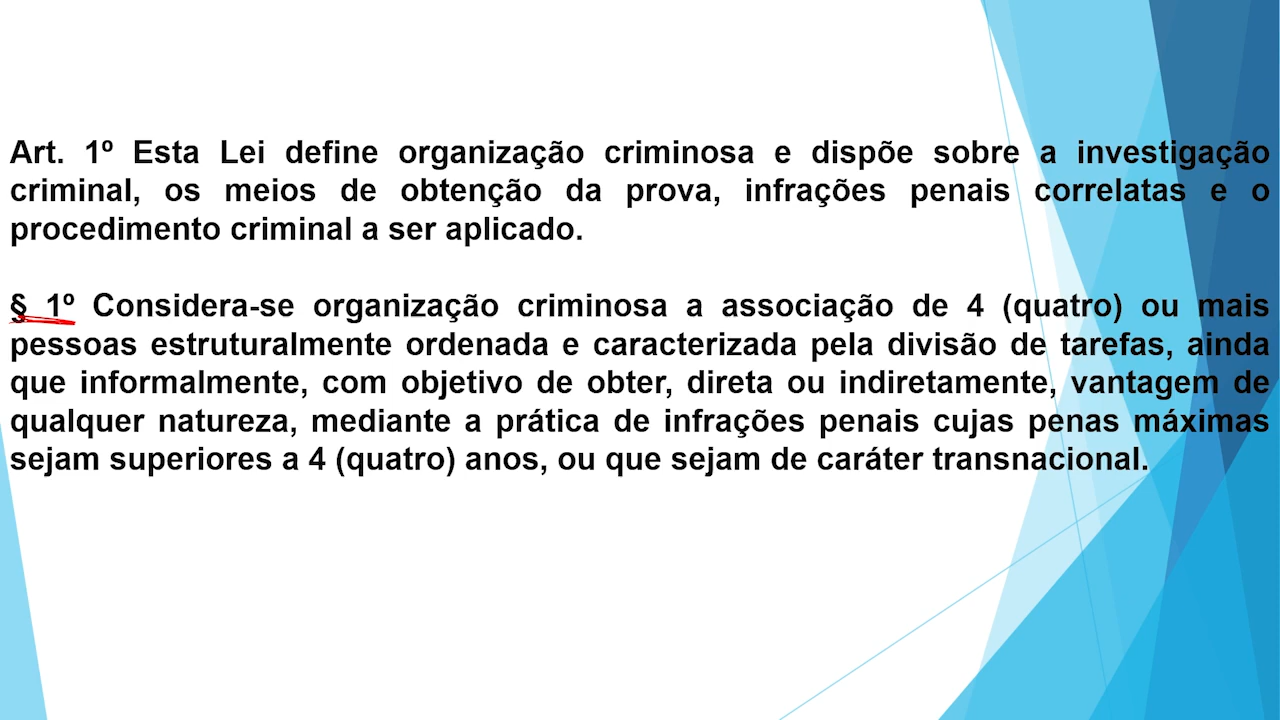 Art. 1º Esta Lei define organização criminosa e dispõe sobre a investigação
criminal, os meios de obtenção da prova, infrações penais correlatas e o
procedimento criminal a ser aplicado.
§ 1º Considera-se organização criminosa a associação de 4 (quatro) ou mais
pessoas estruturalmente ordenada e caracterizada pela divisão de tarefas, ainda
que informalmente, com objetivo de obter, direta ou indiretamente, vantagem de
qualquer natureza, mediante a prática de infrações penais cujas penas máximas
sejam superiores a 4 (quatro) anos, ou que sejam de caráter transnacional.